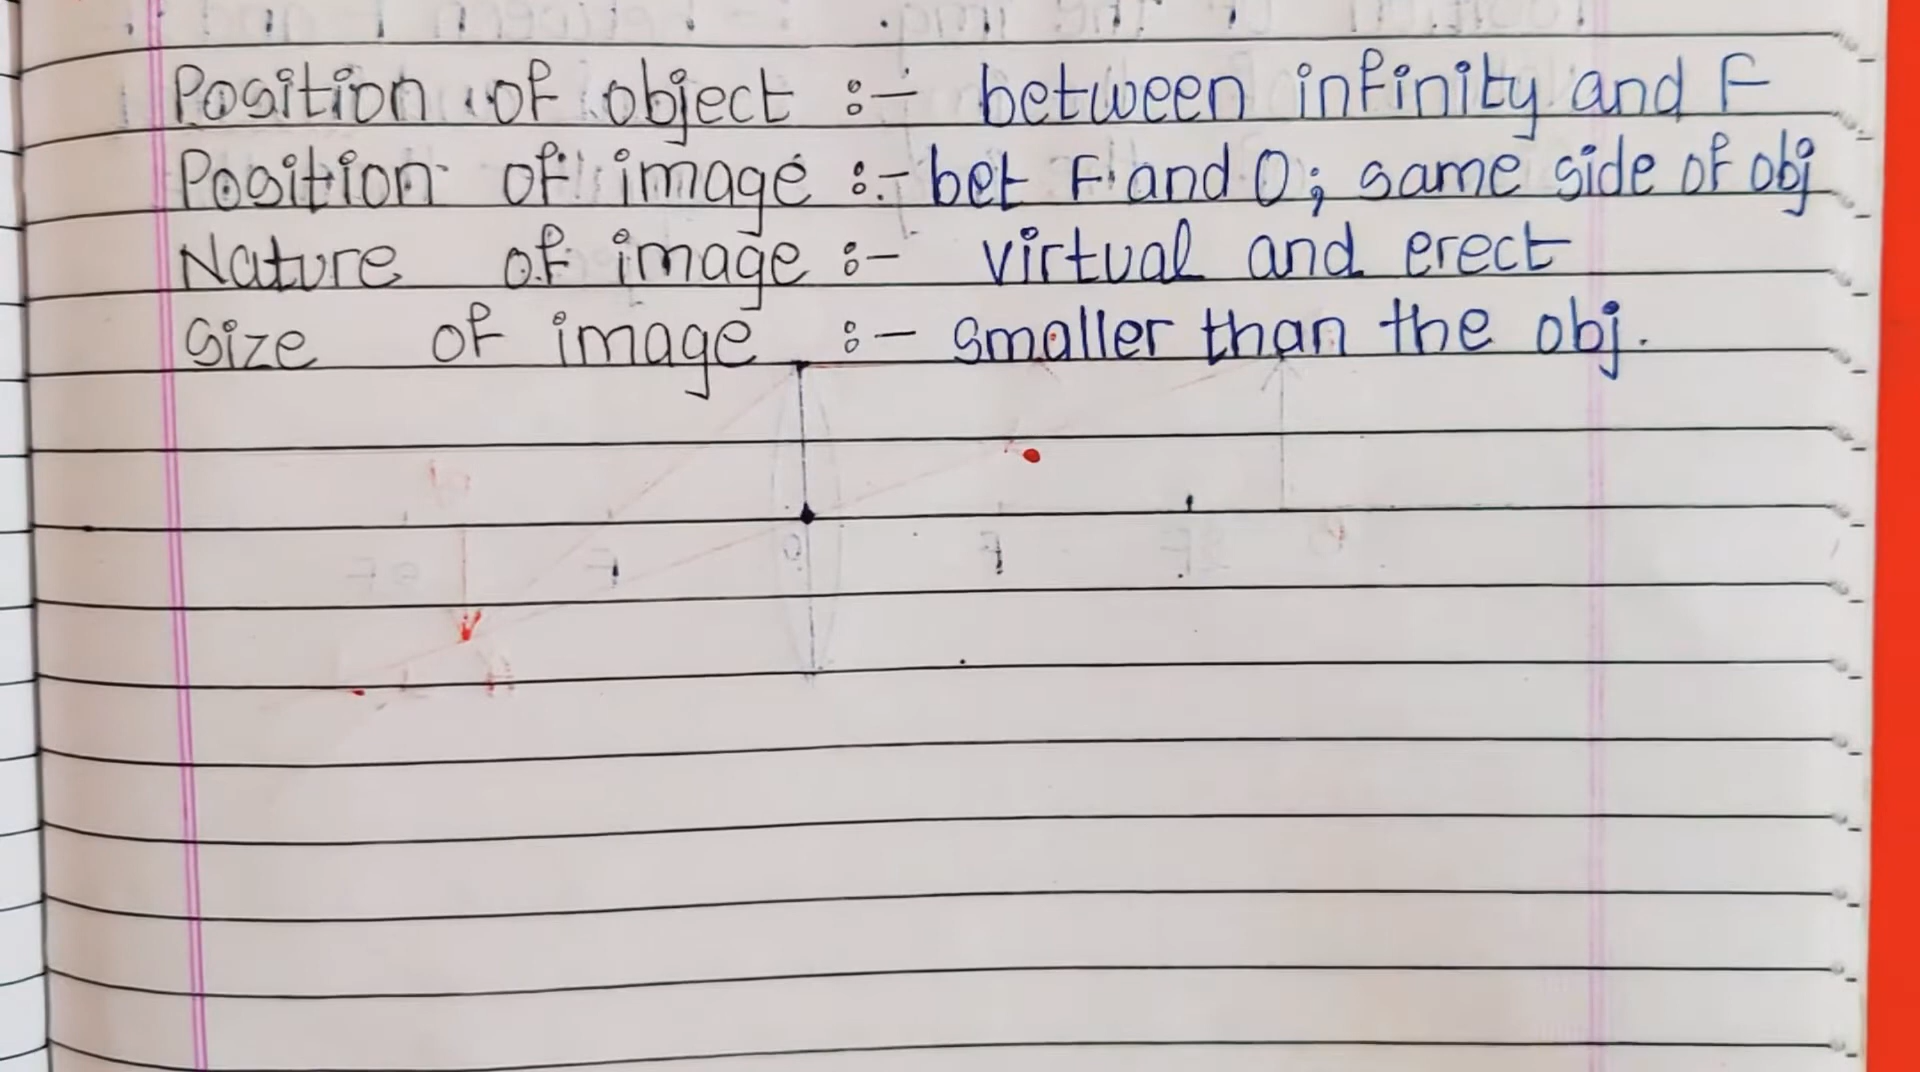 Position of object :- between infinity and F
Position of image :- bet F and O; same side of obj
Nature of image :- virtual and erect
size of image :- smaller than the obj.